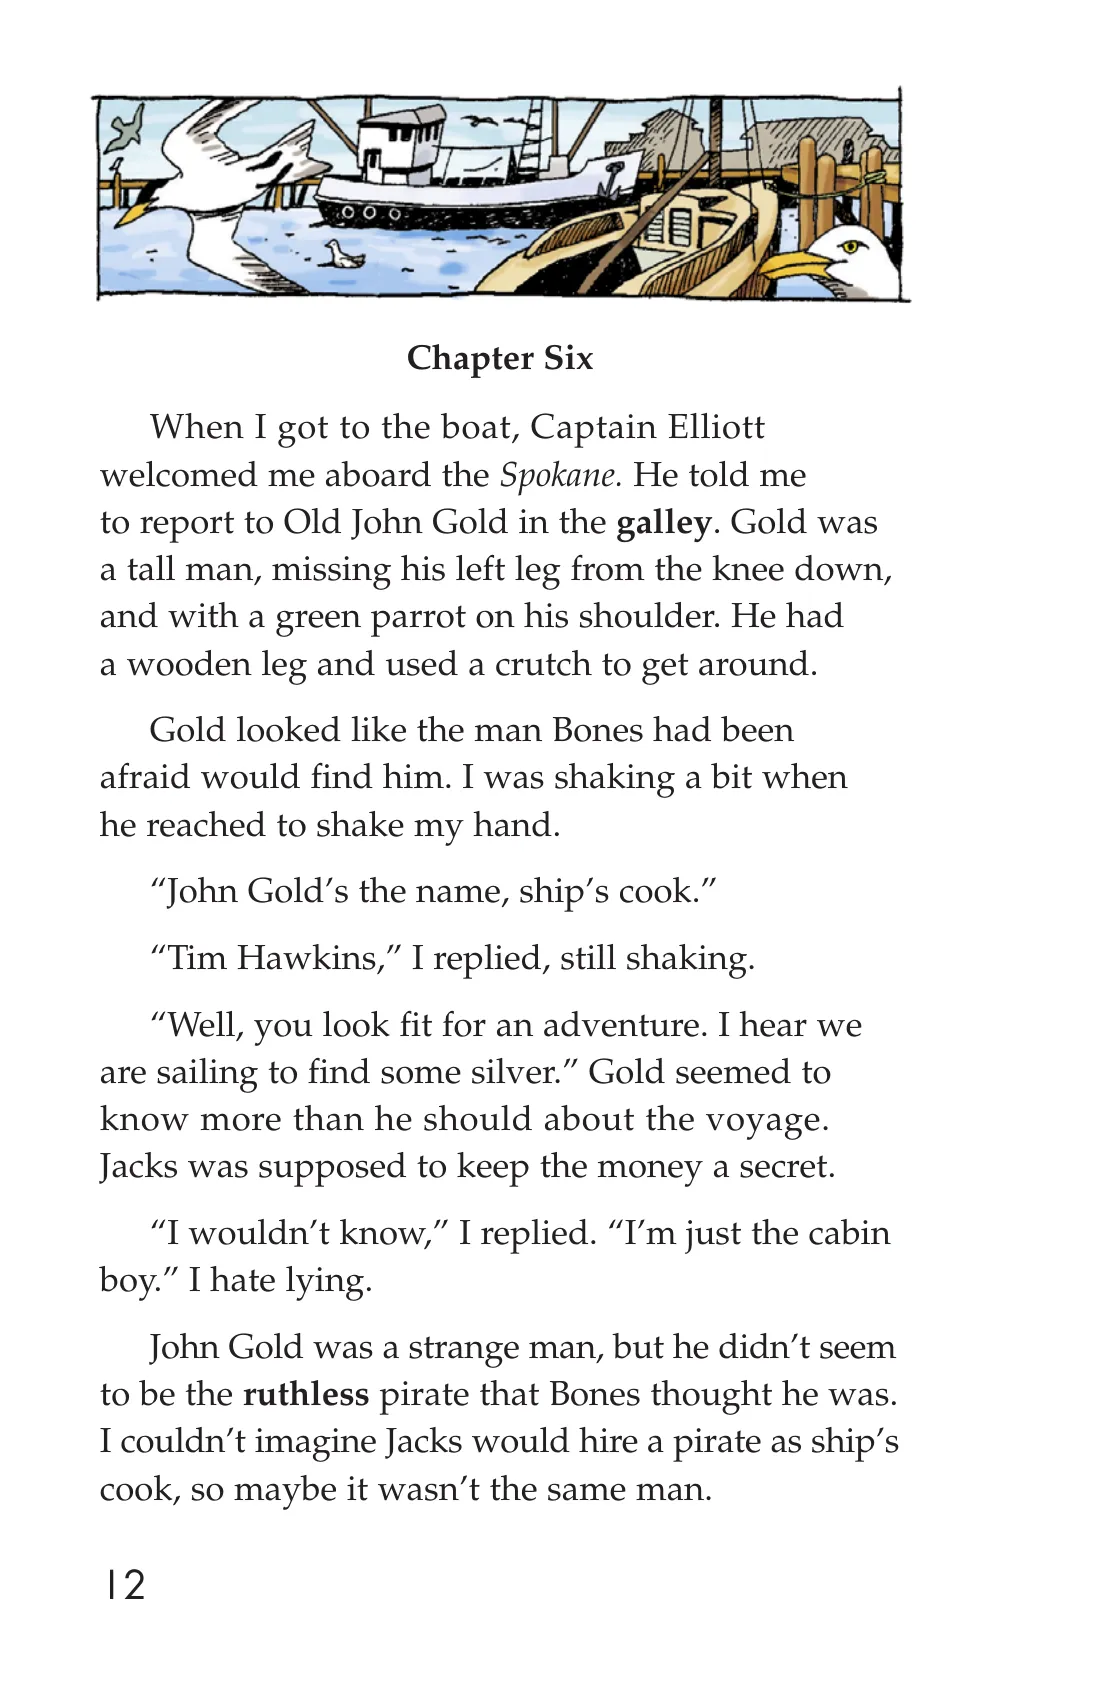 Chapter Six
When I got to the boat, Captain Elliott
welcomed me aboard the Spokane. He told me
to report to Old John Gold in the galley. Gold was
a tall man, missing his left leg from the knee down,
and with a green parrot on his shoulder. He had
a wooden leg and used a crutch to get around.
Gold looked like the man Bones had been
afraid would find him. I was shaking a bit when
he reached to shake my hand.
“John Gold’s the name, ship’s cook.”
“Tim Hawkins,” I replied, still shaking.
“Well, you look fit for an adventure. I hear we
are sailing to find some silver.” Gold seemed to
know more than he should about the voyage.
Jacks was supposed to keep the money a secret.
“I wouldn’t know,” I replied. “I’m just the cabin
boy.” I hate lying.
John Gold was a strange man, but he didn’t seem
to be the ruthless pirate that Bones thought he was.
I couldn’t imagine Jacks would hire a pirate as ship’s
cook, so maybe it wasn’t the same man.
12